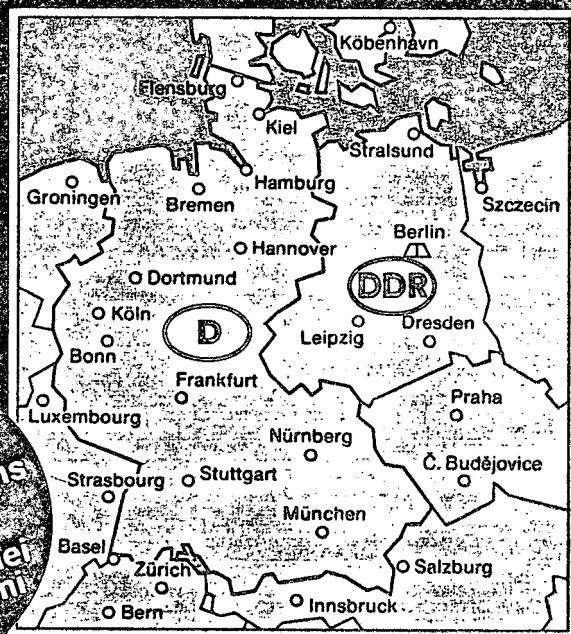 Köbenhavn
Flensburg
Kiel
Stralsund
Groningen
Bremen
Hamburg
Szczecin
Hannover
Berlin
Dortmund
DDR
Köln
D
Leipzig
Dresden
Bonn
Frankfurt
Praha
Luxembourg
Nürnberg
Strasbourg
Stuttgart
Č. Budějovice
München
Basel
Zürich
Salzburg
Bern
Innsbruck